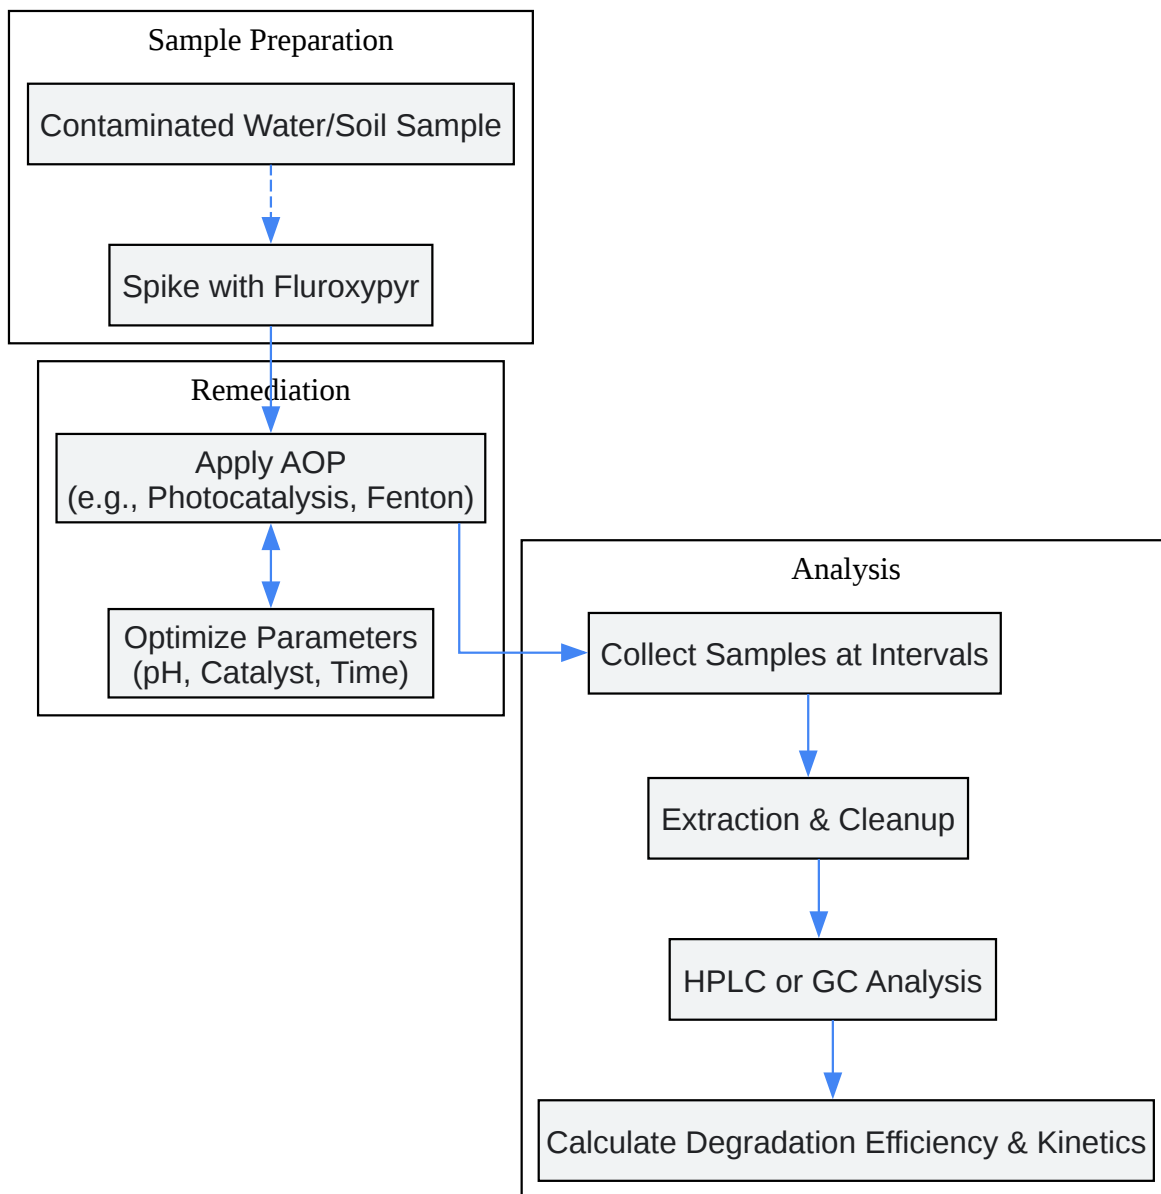 Sample Preparation
Contaminated Water/Soil Sample
Spike with Fluroxypyr
Remediation
Apply AOP
(e.g., Photocatalysis, Fenton)
Optimize Parameters
(pH, Catalyst, Time)
Analysis
Collect Samples at Intervals
Extraction & Cleanup
HPLC or GC Analysis
Calculate Degradation Efficiency & Kinetics